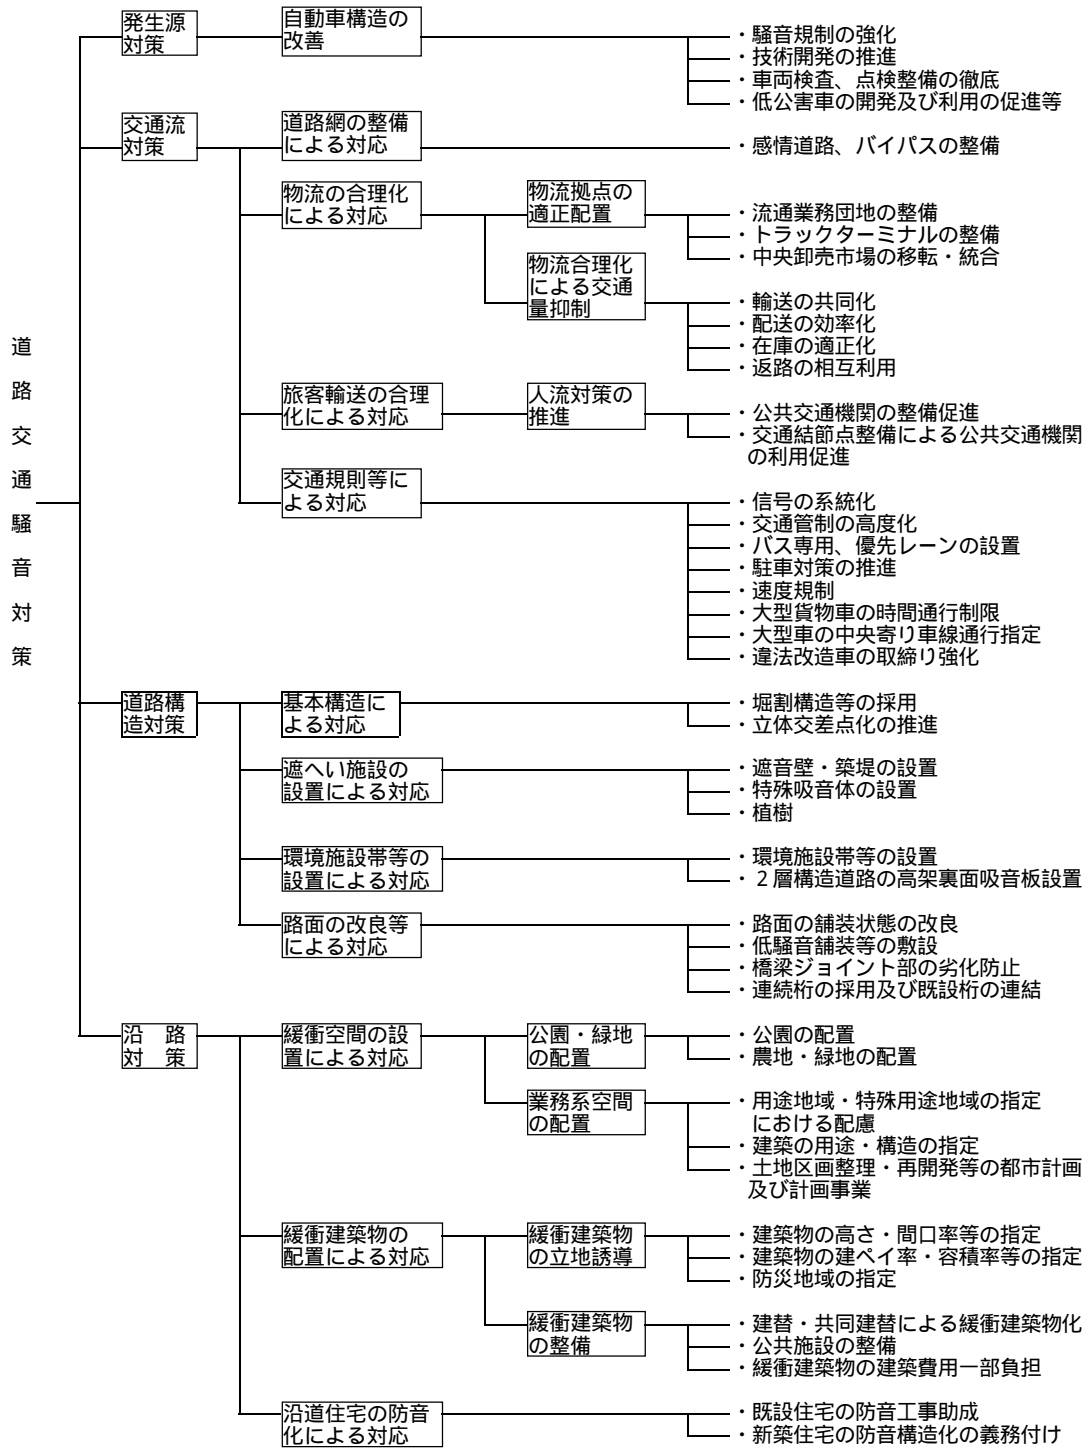 道路交通騒音対策
発生源
対策
自動車構造の
改善
・騒音規制の強化
・技術開発の推進
・車両検査、点検整備の徹底
・低公害車の開発及び利用の促進等
交通流
対策
道路網の整備
による対応
・感情道路、バイパスの整備
物流の合理化
による対応
物流拠点の
適正配置
・流通業務団地の整備
・トラックターミナルの整備
・中央卸売市場の移転・統合
物流合理化
による交通
量抑制
・輸送の共同化
・配送の効率化
・在庫の適正化
・返路の相互利用
旅客輸送の合理
化による対応
人流対策の
推進
・公共交通機関の整備促進
・交通結節点整備による公共交通機関
の利用促進
交通規則等に
よる対応
・信号の系統化
・交通管制の高度化
・バス専用、優先レーンの設置
・駐車対策の推進
・速度規制
・大型貨物車の時間通行制限
・大型車の中央寄り車線通行指定
・違法改造車の取締り強化
道路構
造対策
基本構造に
よる対応
・堀割構造等の採用
・立体交差点化の推進
遮へい施設の
設置による対応
・遮音壁・築堤の設置
・特殊吸音体の設置
・植樹
環境施設帯等の
設置による対応
・環境施設帯等の設置
・２層構造道路の高架裏面吸音板設置
路面の改良等
による対応
・路面の舗装状態の改良
・低騒音舗装等の敷設
・橋梁ジョイント部の劣化防止
・連続桁の採用及び既設桁の連結
沿　路
対　策
緩衝空間の設
置による対応
公園・緑地
の配置
・公園の配置
・農地・緑地の配置
業務系空間
の配置
・用途地域・特殊用途地域の指定
における配慮
・建築の用途・構造の指定
・土地区画整理・再開発等の都市計画
及び計画事業
緩衝建築物の
配置による対応
緩衝建築物
の立地誘導
・建築物の高さ・間口率等の指定
・建築物の建ペイ率・容積率等の指定
・防災地域の指定
緩衝建築物
の整備
・建替・共同建替による緩衝建築物化
・公共施設の整備
・緩衝建築物の建築費用一部負担
沿道住宅の防音
化による対応
・既設住宅の防音工事助成
・新築住宅の防音構造化の義務付け